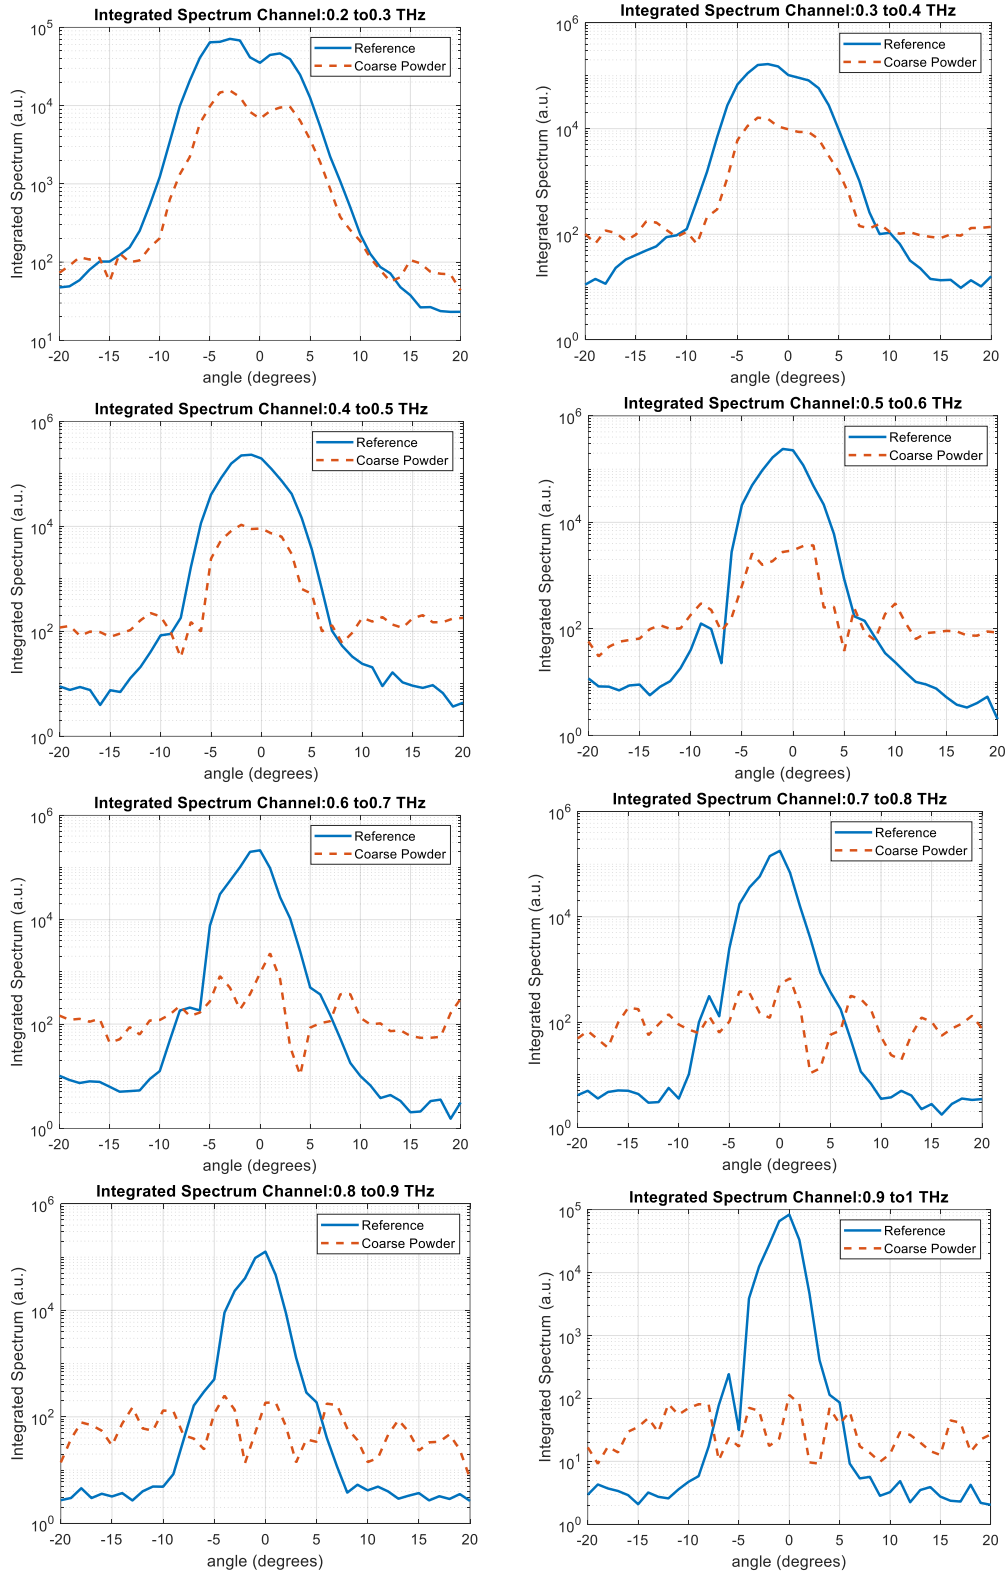 Integrated Spectrum Channel:0.2 to0.3 THz
Integrated Spectrum (a.u.)
10^5
10^4
10^3
10^2
10^1
Reference
Coarse Powder
-20 -15 -10 -5 0 5 10 15 20
angle (degrees)
Integrated Spectrum Channel:0.3 to0.4 THz
Integrated Spectrum (a.u.)
10^6
10^4
10^2
10^0
Reference
Coarse Powder
-20 -15 -10 -5 0 5 10 15 20
angle (degrees)
Integrated Spectrum Channel:0.4 to0.5 THz
Integrated Spectrum (a.u.)
10^6
10^4
10^2
10^0
Reference
Coarse Powder
-20 -15 -10 -5 0 5 10 15 20
angle (degrees)
Integrated Spectrum Channel:0.5 to0.6 THz
Integrated Spectrum (a.u.)
10^6
10^4
10^2
10^0
Reference
Coarse Powder
-20 -15 -10 -5 0 5 10 15 20
angle (degrees)
Integrated Spectrum Channel:0.6 to0.7 THz
Integrated Spectrum (a.u.)
10^6
10^4
10^2
10^0
Reference
Coarse Powder
-20 -15 -10 -5 0 5 10 15 20
angle (degrees)
Integrated Spectrum Channel:0.7 to0.8 THz
Integrated Spectrum (a.u.)
10^6
10^4
10^2
10^0
Reference
Coarse Powder
-20 -15 -10 -5 0 5 10 15 20
angle (degrees)
Integrated Spectrum Channel:0.8 to0.9 THz
Integrated Spectrum (a.u.)
10^6
10^4
10^2
10^0
Reference
Coarse Powder
-20 -15 -10 -5 0 5 10 15 20
angle (degrees)
Integrated Spectrum Channel:0.9 to1 THz
Integrated Spectrum (a.u.)
10^5
10^4
10^3
10^2
10^1
10^0
Reference
Coarse Powder
-20 -15 -10 -5 0 5 10 15 20
angle (degrees)